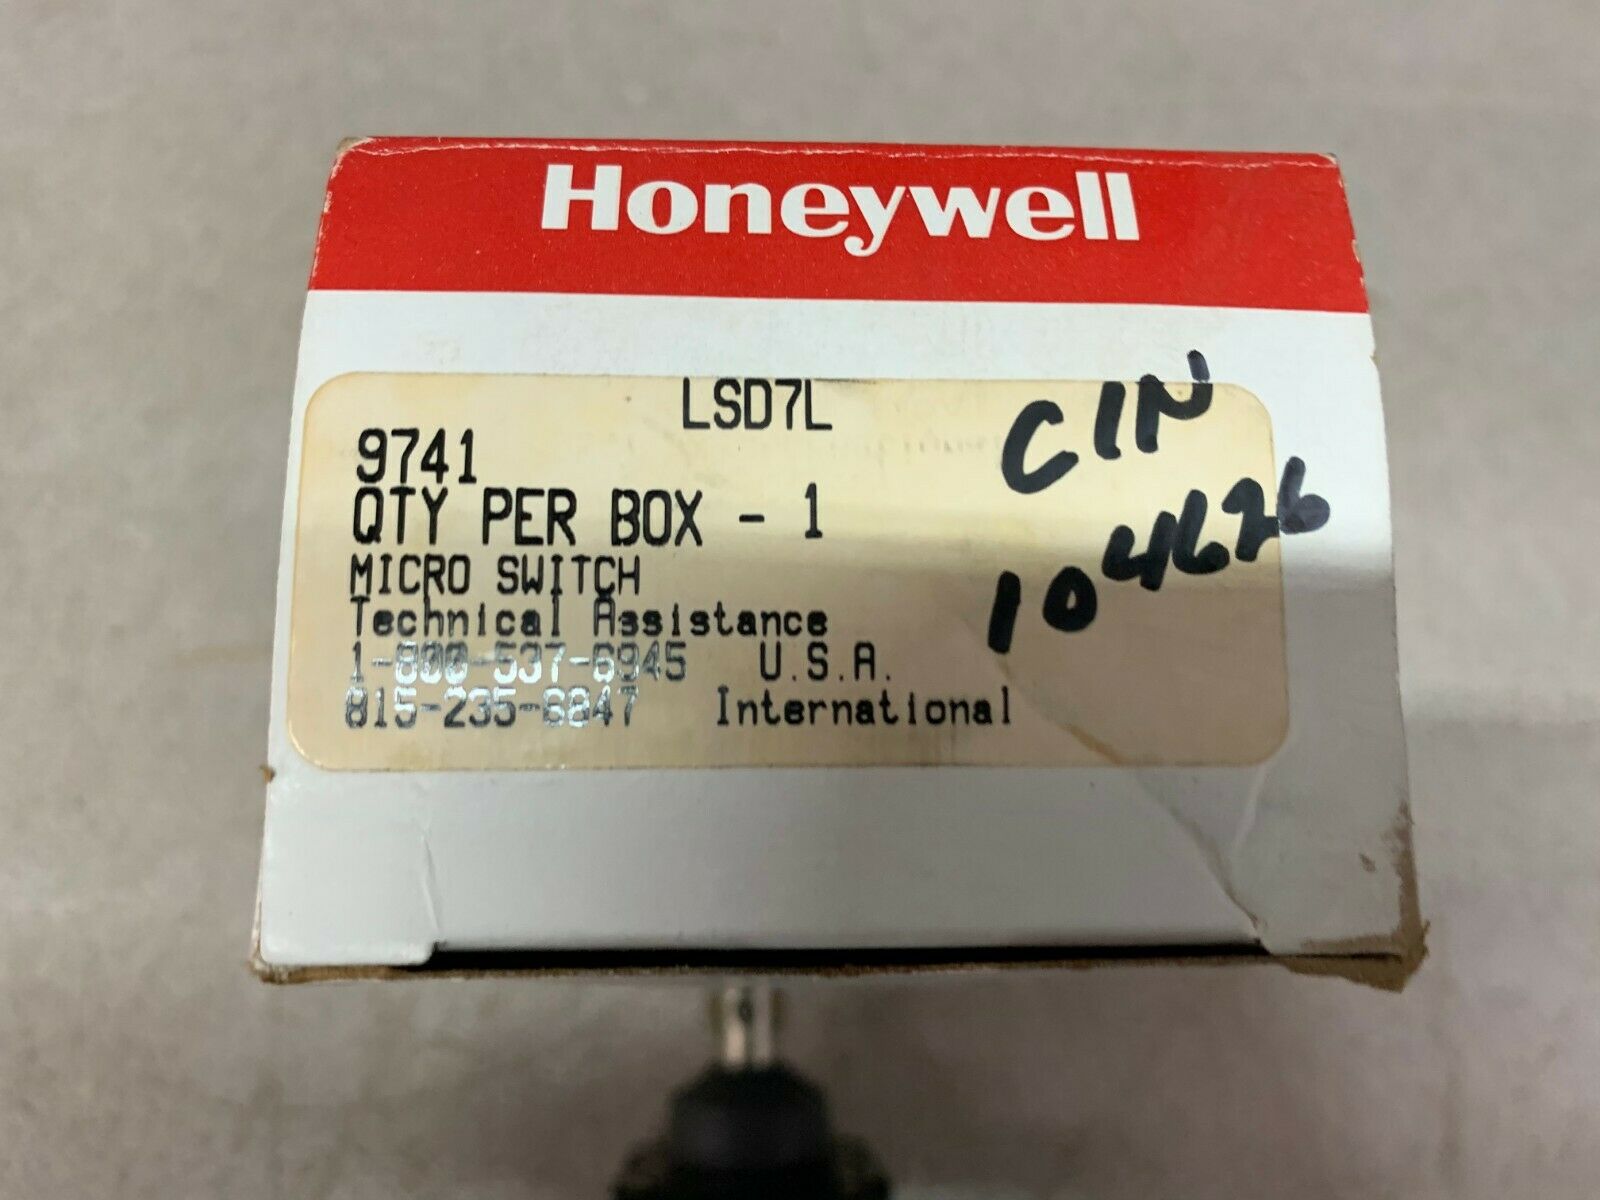 Honeywell
LSD7L
9741
QTY PER BOX - 1
MICRO SWITCH
Technical Assistance
1-800-537-6945 U.S.A.
815-235-6847 International
CIN
104626